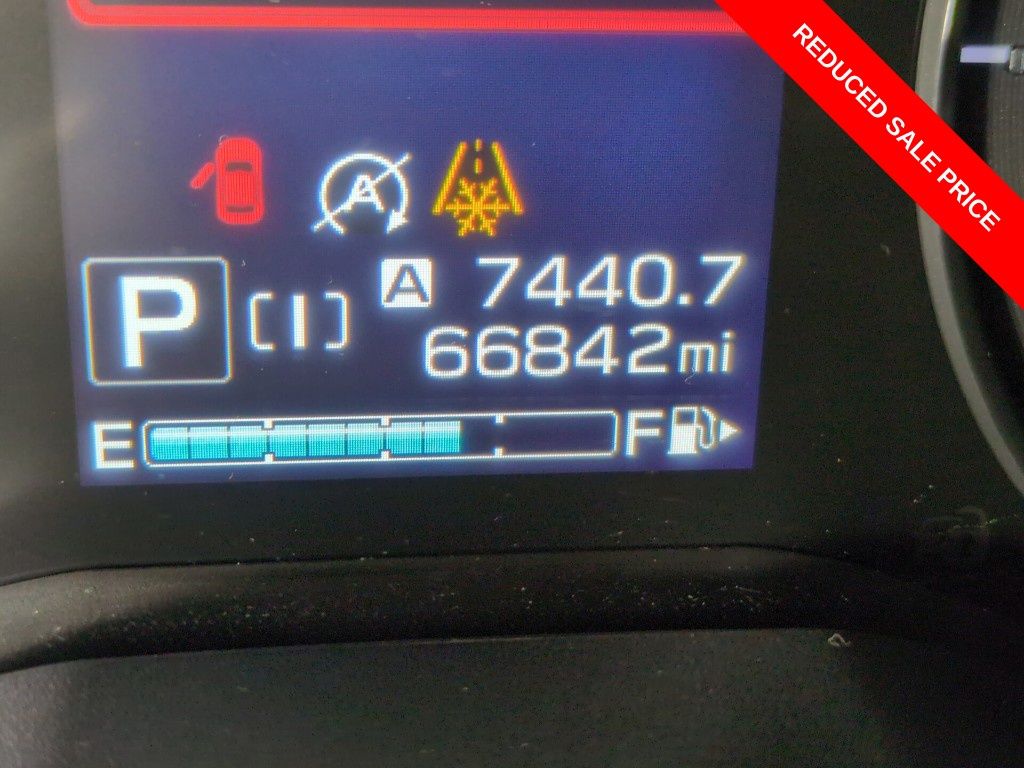 REDUCED SALE PRICE
A
P [I] A 7440.7
66842mi
E F